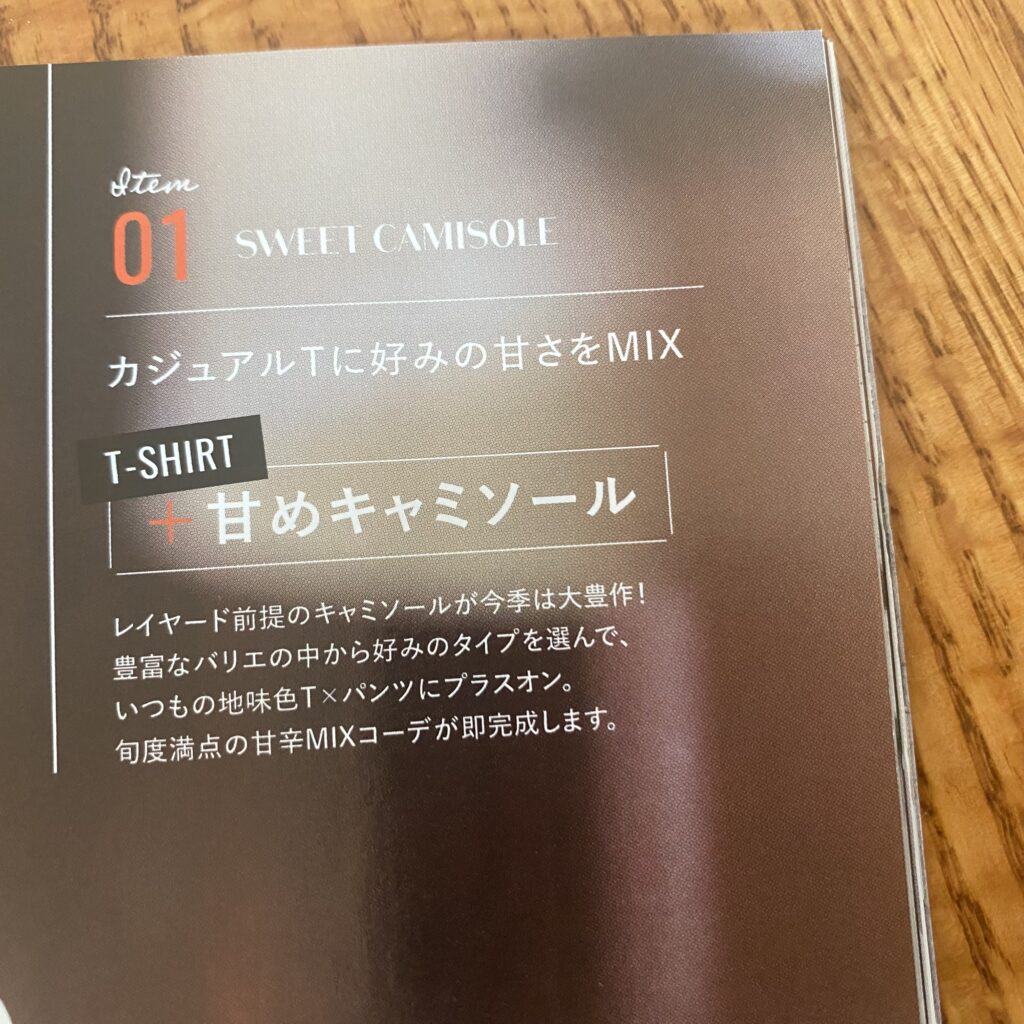 Item
01 SWEET CAMISOLE
カジュアルTに好みの甘さをMIX
T-SHIRT
+甘めキャミソール
レイヤード前提のキャミソールが今季は大豊作!
豊富なバリエの中から好みのタイプを選んで、
いつもの地味色T×パンツにプラスオン。
旬度満点の甘辛MIXコーデが即完成します。